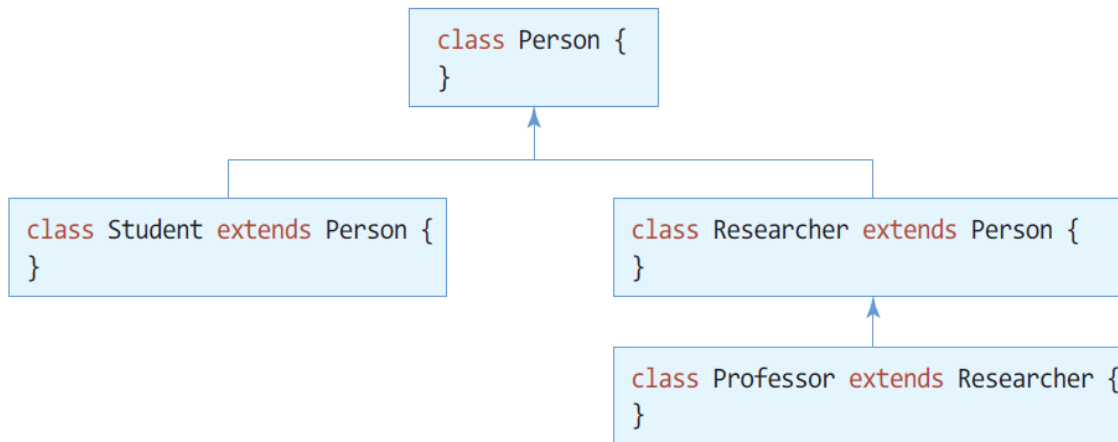 class Person {
}
class Student extends Person {
}
class Researcher extends Person {
}
class Professor extends Researcher {
}